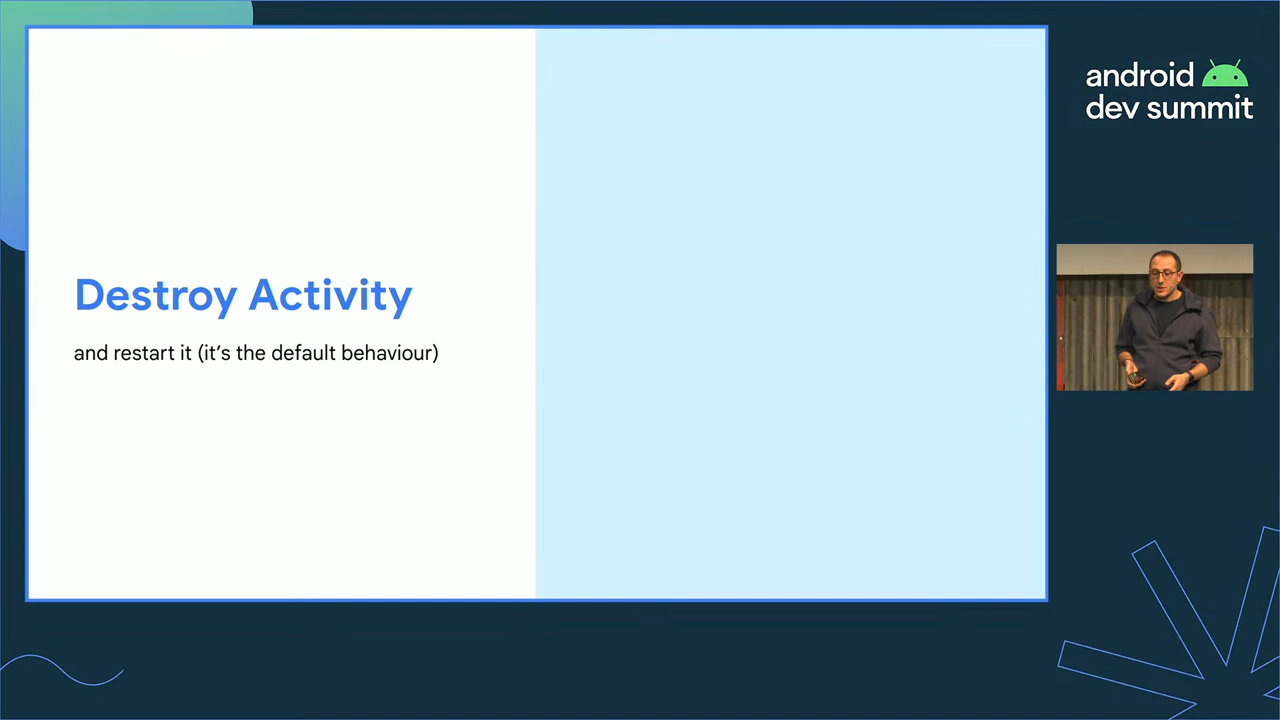 Destroy Activity
and restart it (it’s the default behaviour)
android
dev summit